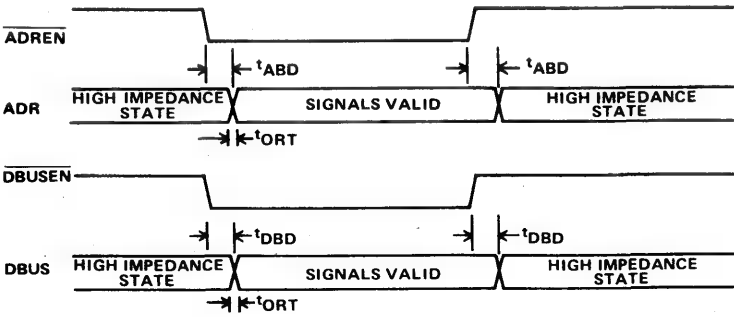 ADREN
tABD tABD
ADR HIGH IMPEDANCE STATE SIGNALS VALID HIGH IMPEDANCE STATE
tORT
DBUSEN
tDBD tDBD
DBUS HIGH IMPEDANCE STATE SIGNALS VALID HIGH IMPEDANCE STATE
tORT